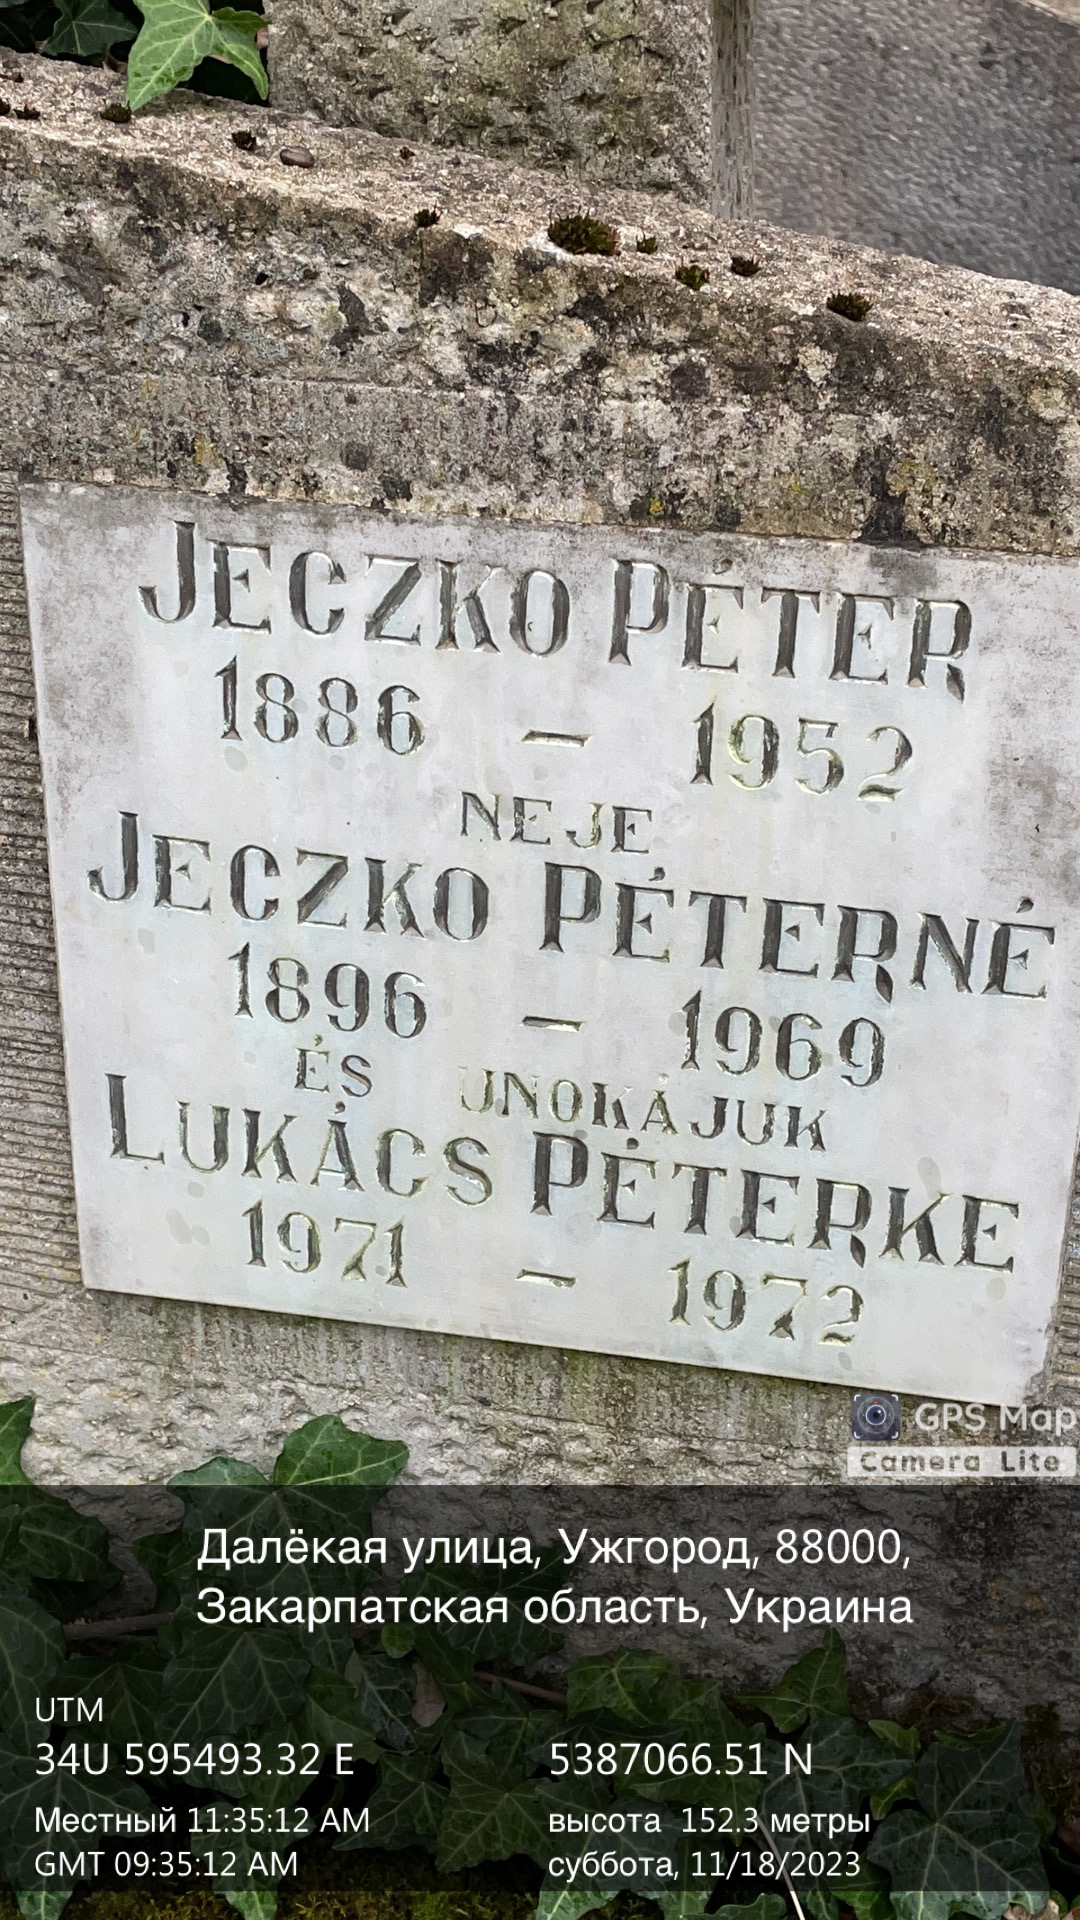 JECZKO PÉTER
1886 – 1952
NEJE
JECZKO PÉTERNÉ
1896 – 1969
ÉS UNOKÁJUK
LUKÁCS PÉTERKE
1971 – 1972
GPS Map
Camera Lite
Далёкая улица, Ужгород, 88000,
Закарпатская область, Украина
UTM
34U 595493.32 E 5387066.51 N
Местный 11:35:12 AM высота 152.3 метры
GMT 09:35:12 AM суббота, 11/18/2023